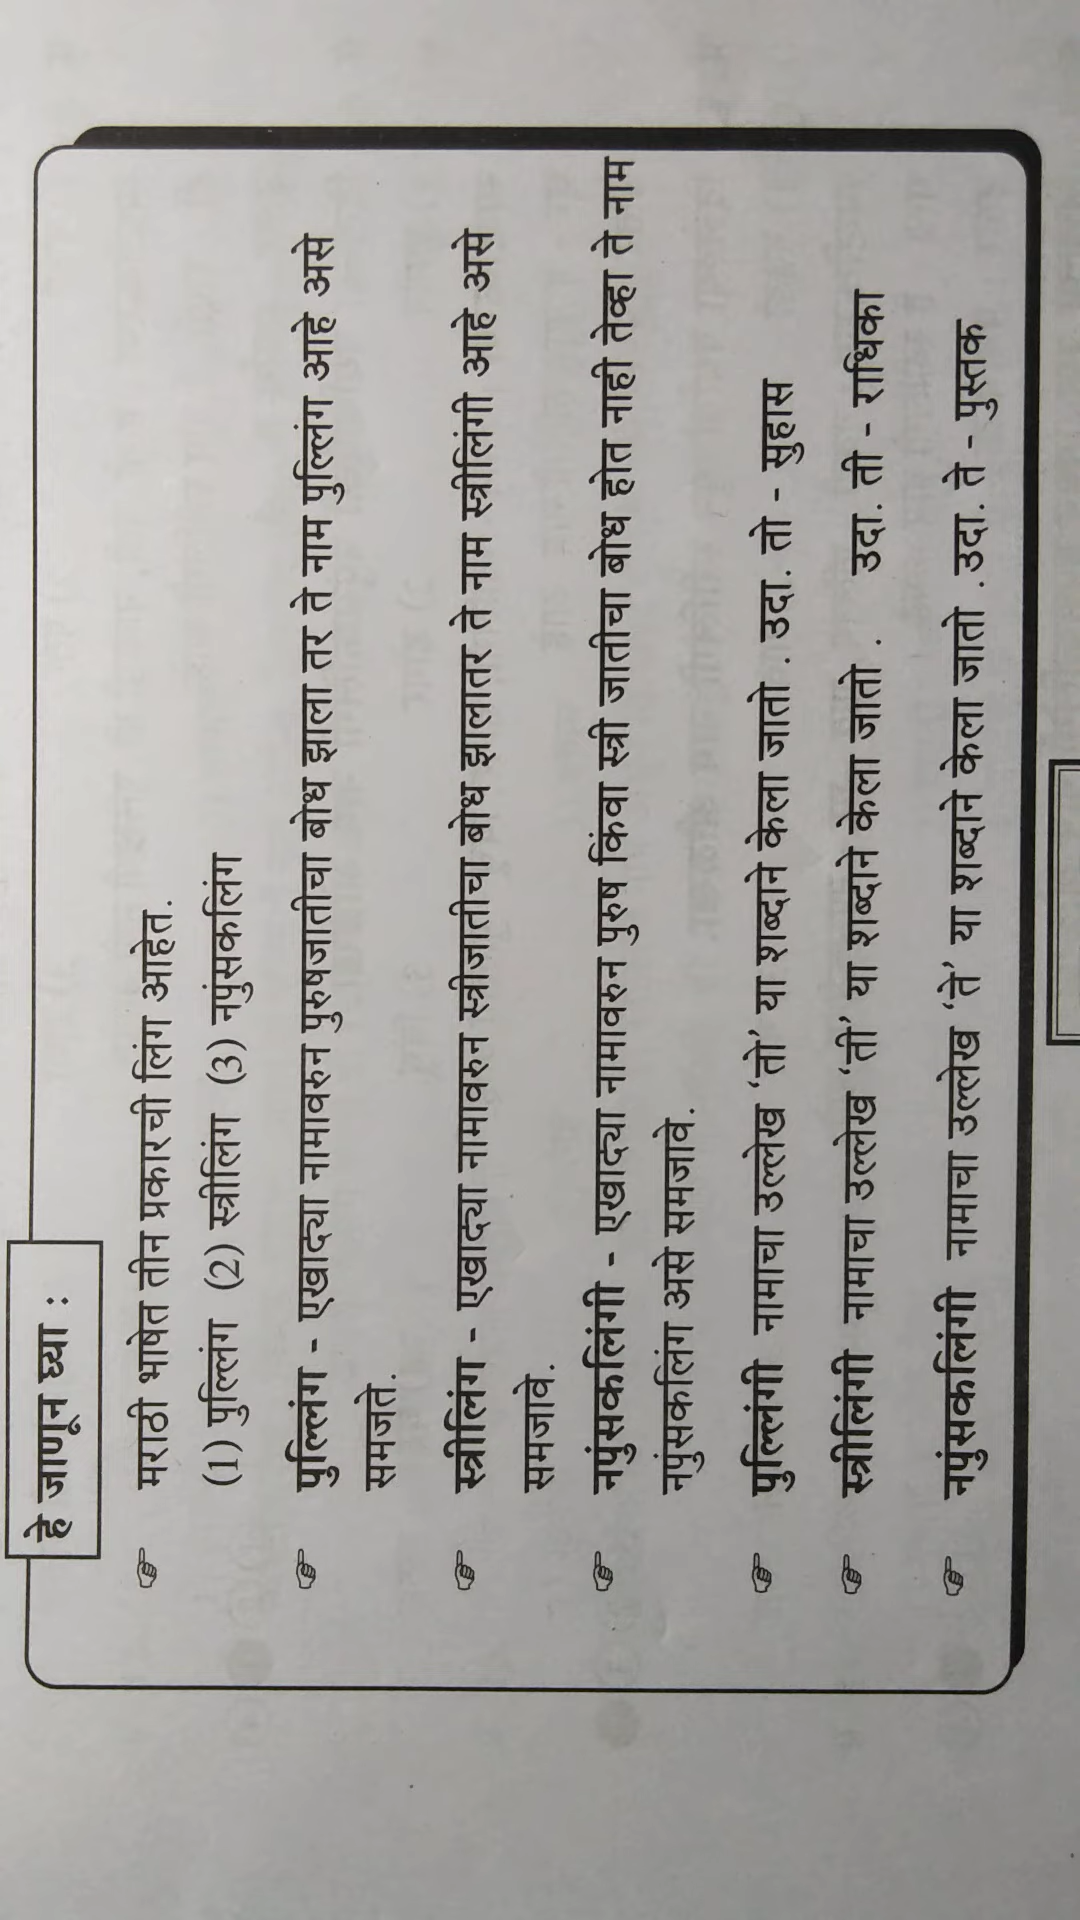 हे जाणून घ्या :
☞ मराठी भाषेत तीन प्रकारची लिंग आहेत.
(1) पुल्लिंग (2) स्त्रीलिंग (3) नपुंसकलिंग
☞ पुल्लिंग - एखाद्या नामावरुन पुरुषजातीचा बोध झाला तर ते नाम पुल्लिंग आहे असे
समजते.
☞ स्त्रीलिंग - एखाद्या नामावरुन स्त्रीजातीचा बोध झालातर ते नाम स्त्रीलिंगी आहे असे
समजावे.
☞ नपुंसकलिंगी - एखाद्या नामावरुन पुरुष किंवा स्त्री जातीचा बोध होत नाही तेव्हा ते नाम
नपुंसकलिंग असे समजावे.
☞ पुल्लिंगी नामाचा उल्लेख ‘तो’ या शब्दाने केला जातो . उदा. तो - सुहास
☞ स्त्रीलिंगी नामाचा उल्लेख ‘ती’ या शब्दाने केला जातो . उदा. ती - राधिका
☞ नपुंसकलिंगी नामाचा उल्लेख ‘ते’ या शब्दाने केला जातो .उदा. ते - पुस्तक